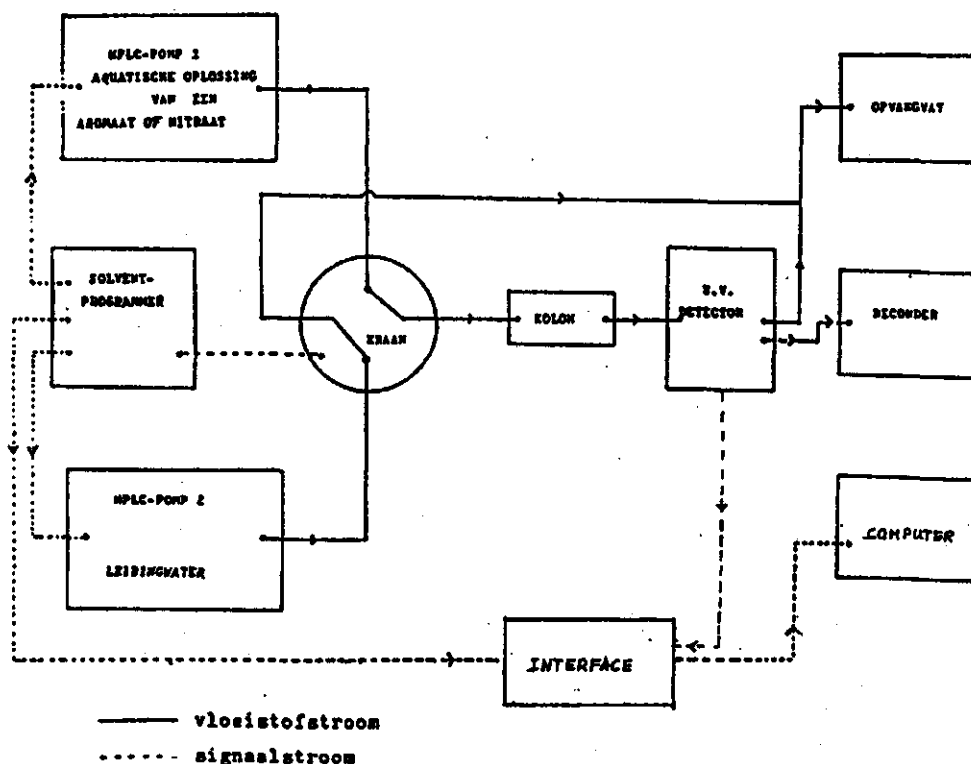 HPLC-POMP 1
AQUATISCHE OPLOSSING
VAN EEN
AROMAAT OF NITRAAT
OPVANGVAT
SOLVENT-
PROGRAMMER
KRAAN
KOLOM
U.V.
DETECTOR
RECORDER
HPLC-POMP 2
LEIDINGWATER
COMPUTER
INTERFACE
vloeistofstroom
signaalstroom